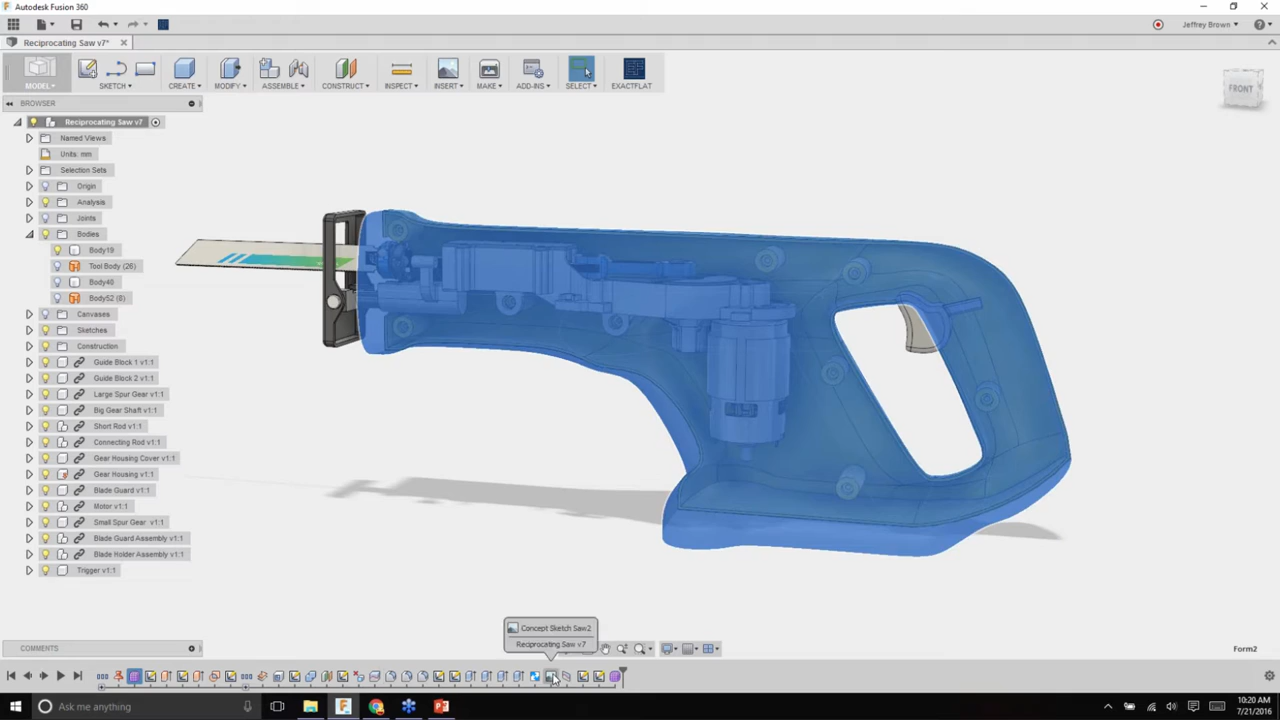 Autodesk Fusion 360
Jeffrey Brown
Reciprocating Saw v7*
MODEL
SKETCH
CREATE
MODIFY
ASSEMBLE
CONSTRUCT
INSPECT
INSERT
MAKE
ADD-INS
SELECT
EXACTFLAT
FRONT
BROWSER
Reciprocating Saw v7
Named Views
Units: mm
Selection Sets
Origin
Analysis
Joints
Bodies
Body19
Tool Body (26)
Body40
Body52 (8)
Canvases
Sketches
Construction
Guide Block 1 v1:1
Guide Block 2 v1:1
Large Spur Gear v1:1
Big Gear Shaft v1:1
Short Rod v1:1
Connecting Rod v1:1
Gear Housing Cover v1:1
Gear Housing v1:1
Blade Guard v1:1
Motor v1:1
Small Spur Gear v1:1
Blade Guard Assembly v1:1
Blade Holder Assembly v1:1
Trigger v1:1
Concept Sketch Saw2
Reciprocating Saw v7
COMMENTS
Form2
Ask me anything
10:20 AM
7/21/2016